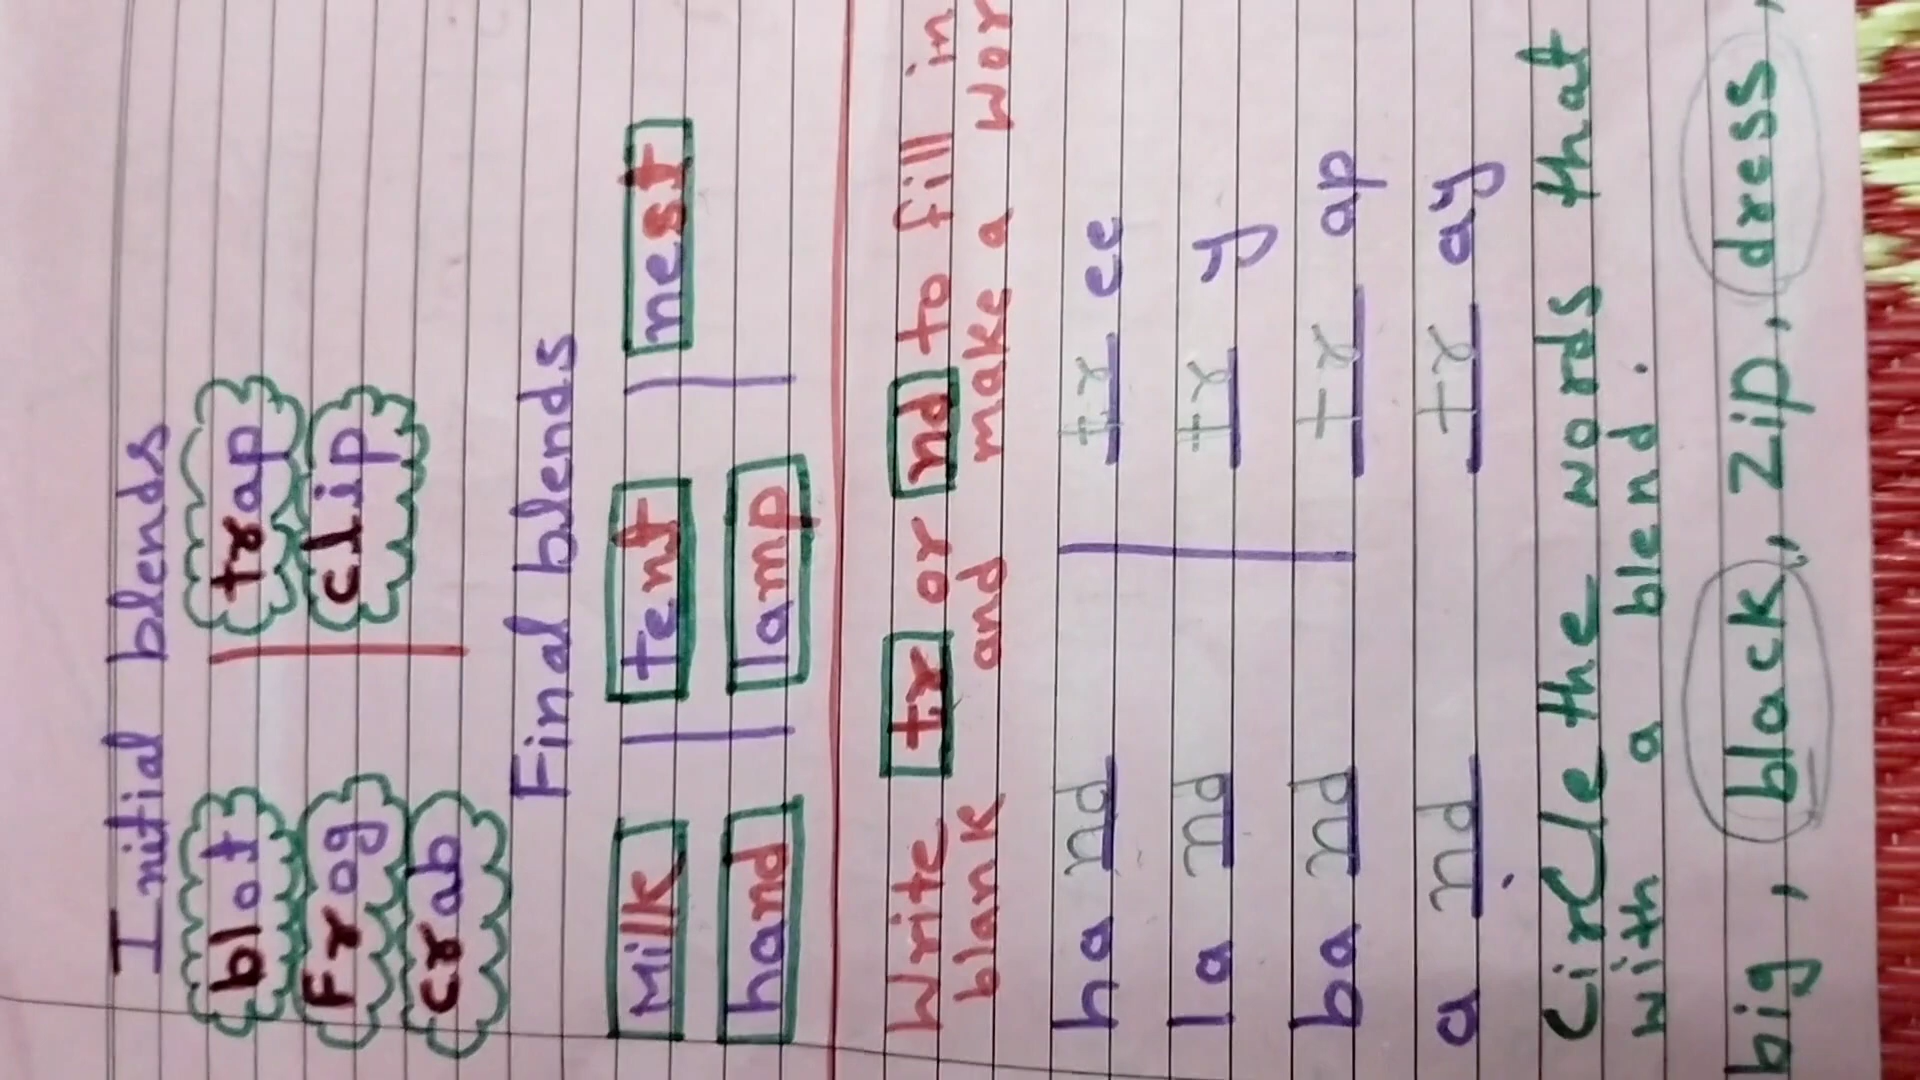 Initial blends
blot trap
Frog clip
crab
Final blends
Milk tent nest
hand lamp
Write tr or nd to fill in
blank and make a wor
ha nd tr ee
la nd tr y
ba nd tr ap
a nd tr ay
Circle the words that
with a blend.
big, black, zip, dress,